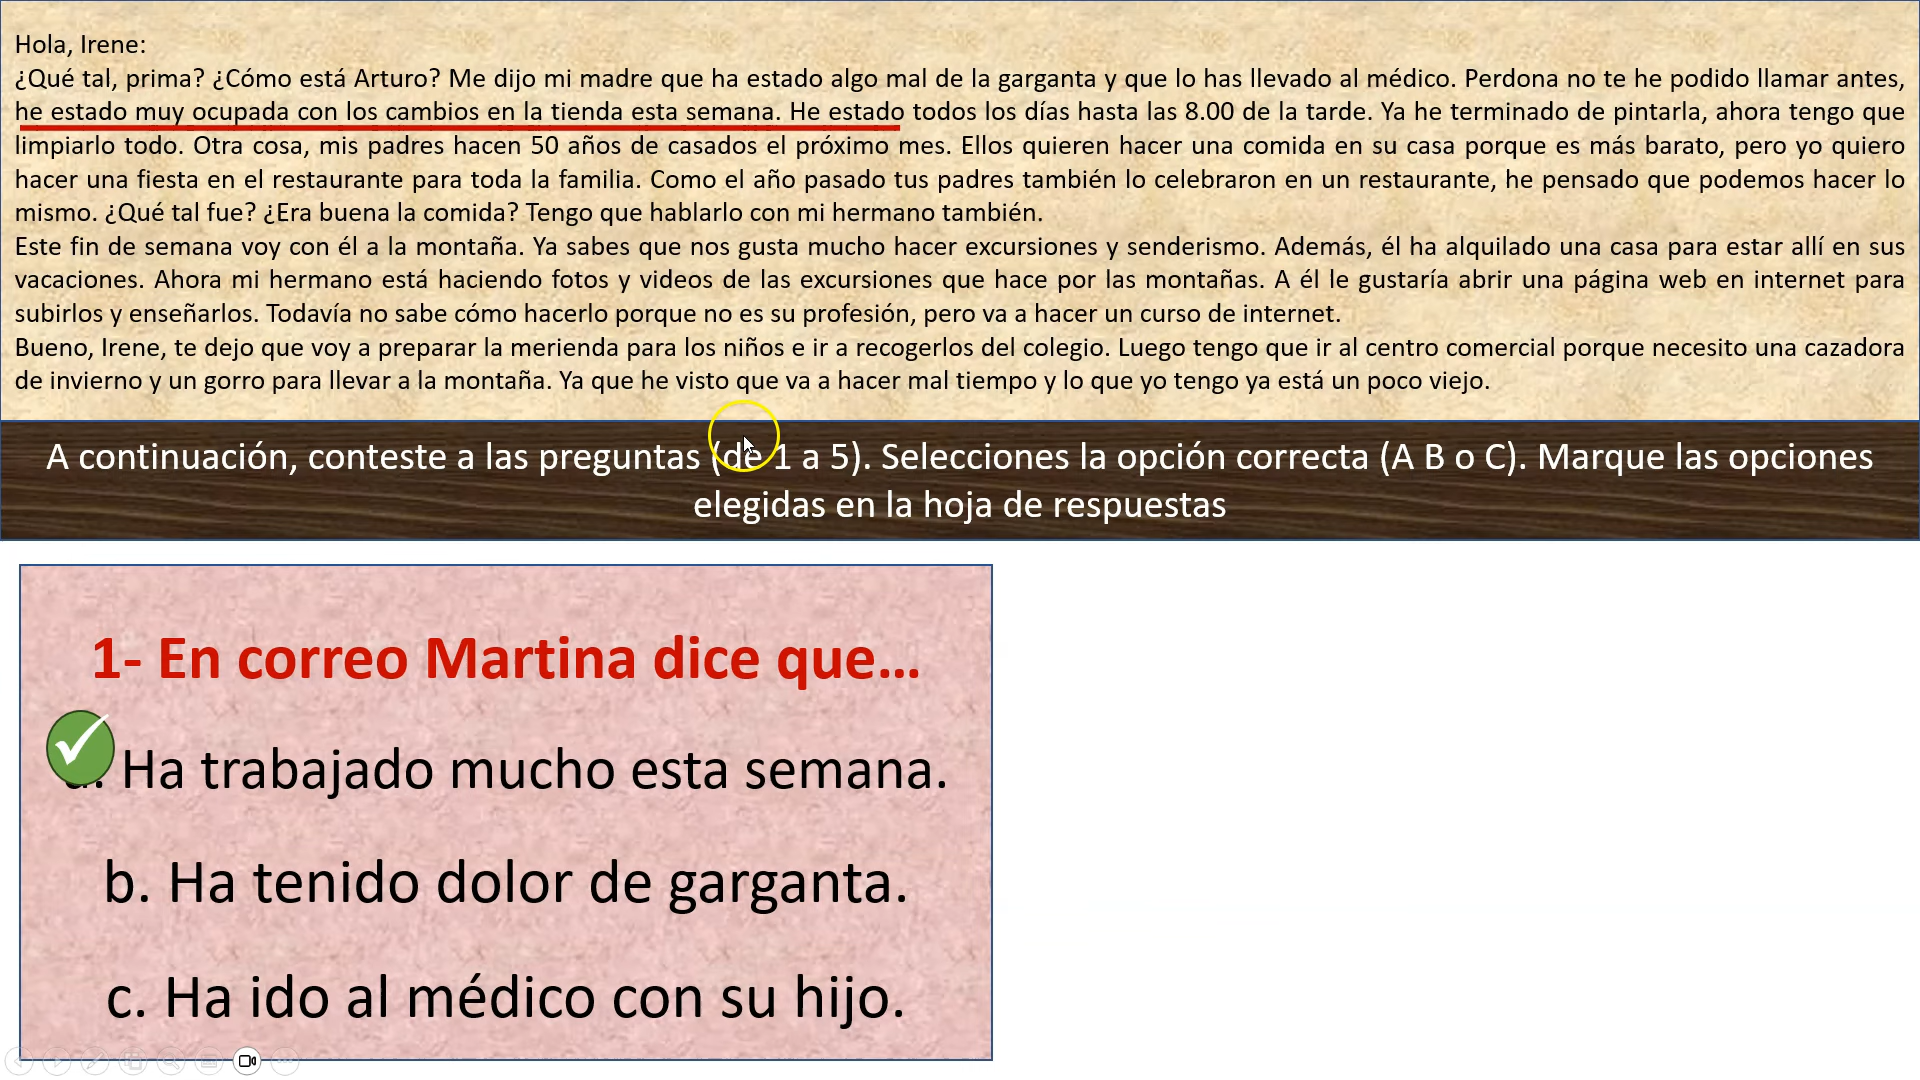 Hola, Irene:
¿Qué tal, prima? ¿Cómo está Arturo? Me dijo mi madre que ha estado algo mal de la garganta y que lo has llevado al médico. Perdona no te he podido llamar antes,
he estado muy ocupada con los cambios en la tienda esta semana. He estado todos los días hasta las 8.00 de la tarde. Ya he terminado de pintarla, ahora tengo que
limpiarlo todo. Otra cosa, mis padres hacen 50 años de casados el próximo mes. Ellos quieren hacer una comida en su casa porque es más barato, pero yo quiero
hacer una fiesta en el restaurante para toda la familia. Como el año pasado tus padres también lo celebraron en un restaurante, he pensado que podemos hacer lo
mismo. ¿Qué tal fue? ¿Era buena la comida? Tengo que hablarlo con mi hermano también.
Este fin de semana voy con él a la montaña. Ya sabes que nos gusta mucho hacer excursiones y senderismo. Además, él ha alquilado una casa para estar allí en sus
vacaciones. Ahora mi hermano está haciendo fotos y videos de las excursiones que hace por las montañas. A él le gustaría abrir una página web en internet para
subirlos y enseñarlos. Todavía no sabe cómo hacerlo porque no es su profesión, pero va a hacer un curso de internet.
Bueno, Irene, te dejo que voy a preparar la merienda para los niños e ir a recogerlos del colegio. Luego tengo que ir al centro comercial porque necesito una cazadora
de invierno y un gorro para llevar a la montaña. Ya que he visto que va a hacer mal tiempo y lo que yo tengo ya está un poco viejo.
A continuación, conteste a las preguntas (de 1 a 5). Selecciones la opción correcta (A B o C). Marque las opciones
elegidas en la hoja de respuestas
1- En correo Martina dice que...
a. Ha trabajado mucho esta semana.
b. Ha tenido dolor de garganta.
c. Ha ido al médico con su hijo.